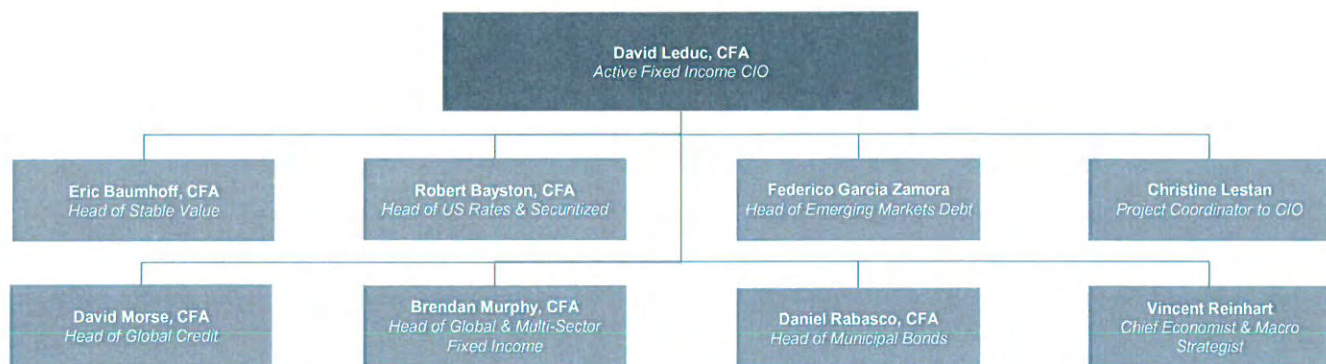 David Leduc, CFA
Active Fixed Income CIO
Eric Baumhoff, CFA
Head of Stable Value
Robert Bayston, CFA
Head of US Rates & Securitized
Federico Garcia Zamora
Head of Emerging Markets Debt
Christine Lestan
Project Coordinator to CIO
David Morse, CFA
Head of Global Credit
Brendan Murphy, CFA
Head of Global & Multi-Sector
Fixed Income
Daniel Rabasco, CFA
Head of Municipal Bonds
Vincent Reinhart
Chief Economist & Macro
Strategist